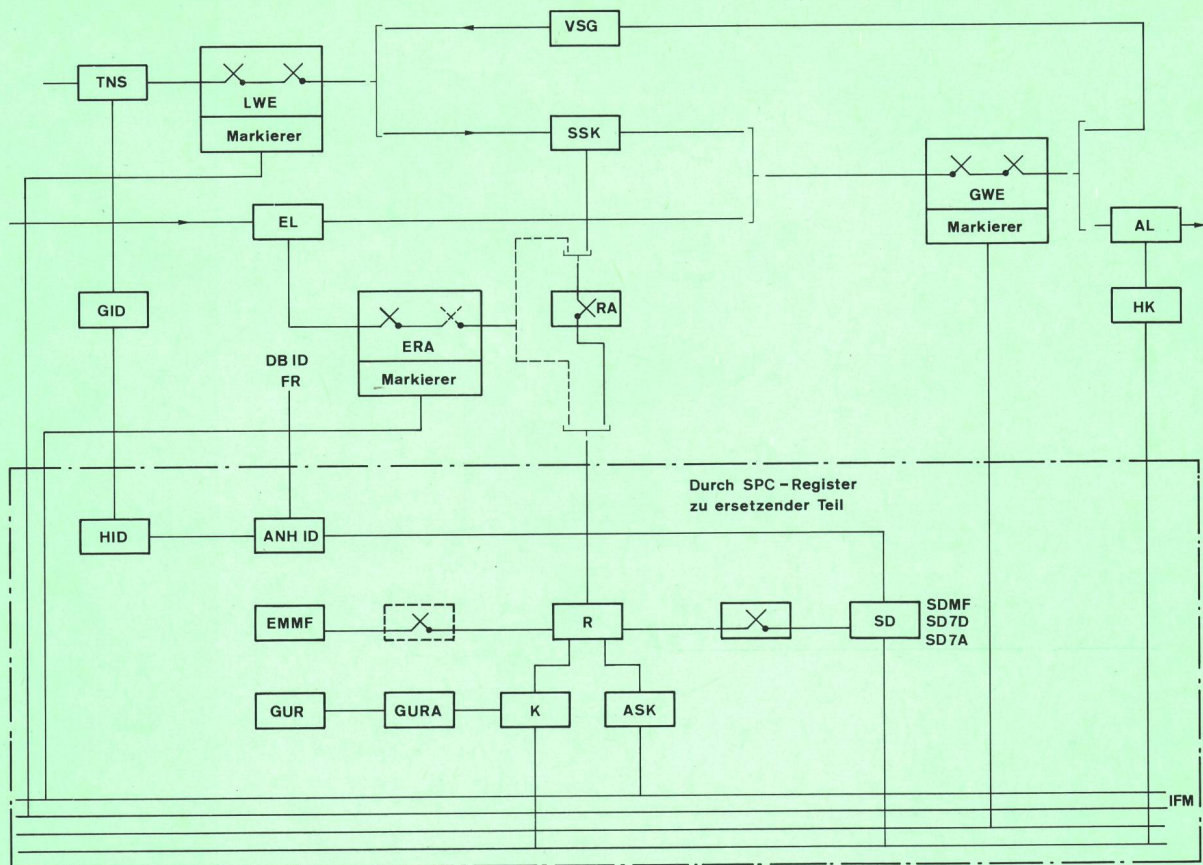 VSG
TNS
LWE
Markierer
SSK
GWE
Markierer
EL
AL
GID
RA
HK
ERA
Markierer
DB ID
FR
Durch SPC – Register
zu ersetzender Teil
HID
ANH ID
EMMF
R
SD
SDMF
SD7D
SD7A
GUR
GURA
K
ASK
IFM